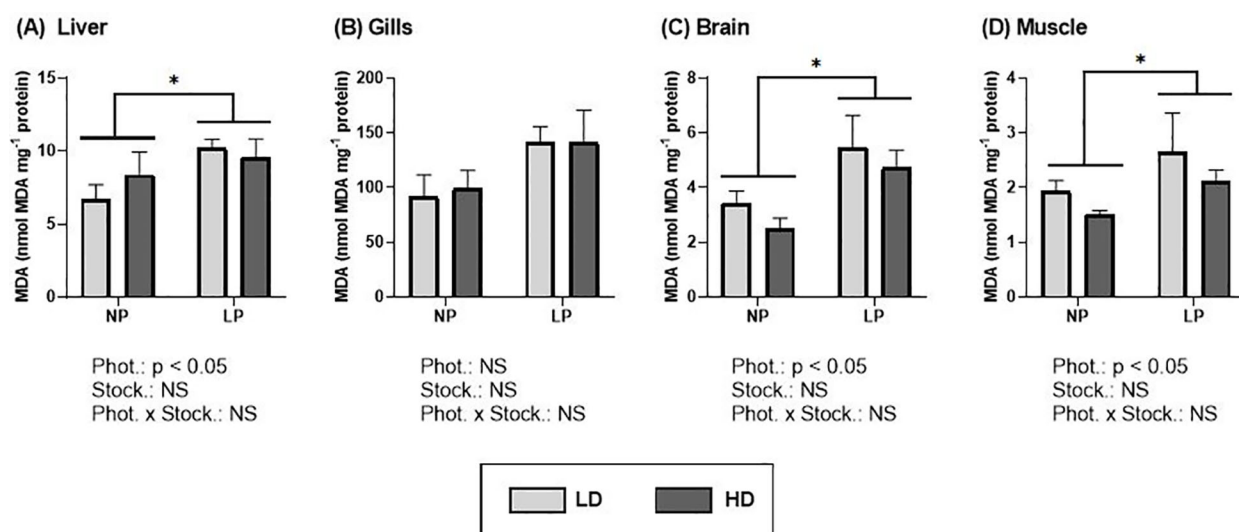 (A) Liver
MDA (nmol MDA mg⁻¹ protein)
15
10
5
0
*
NP
LP
Phot.: p < 0.05
Stock.: NS
Phot. x Stock.: NS
(B) Gills
MDA (nmol MDA mg⁻¹ protein)
200
150
100
50
0
NP
LP
Phot.: NS
Stock.: NS
Phot. x Stock.: NS
(C) Brain
MDA (nmol MDA mg⁻¹ protein)
8
6
4
2
0
*
NP
LP
Phot.: p < 0.05
Stock.: NS
Phot. x Stock.: NS
(D) Muscle
MDA (nmol MDA mg⁻¹ protein)
4
3
2
1
0
*
NP
LP
Phot.: p < 0.05
Stock.: NS
Phot. x Stock.: NS
LD
HD